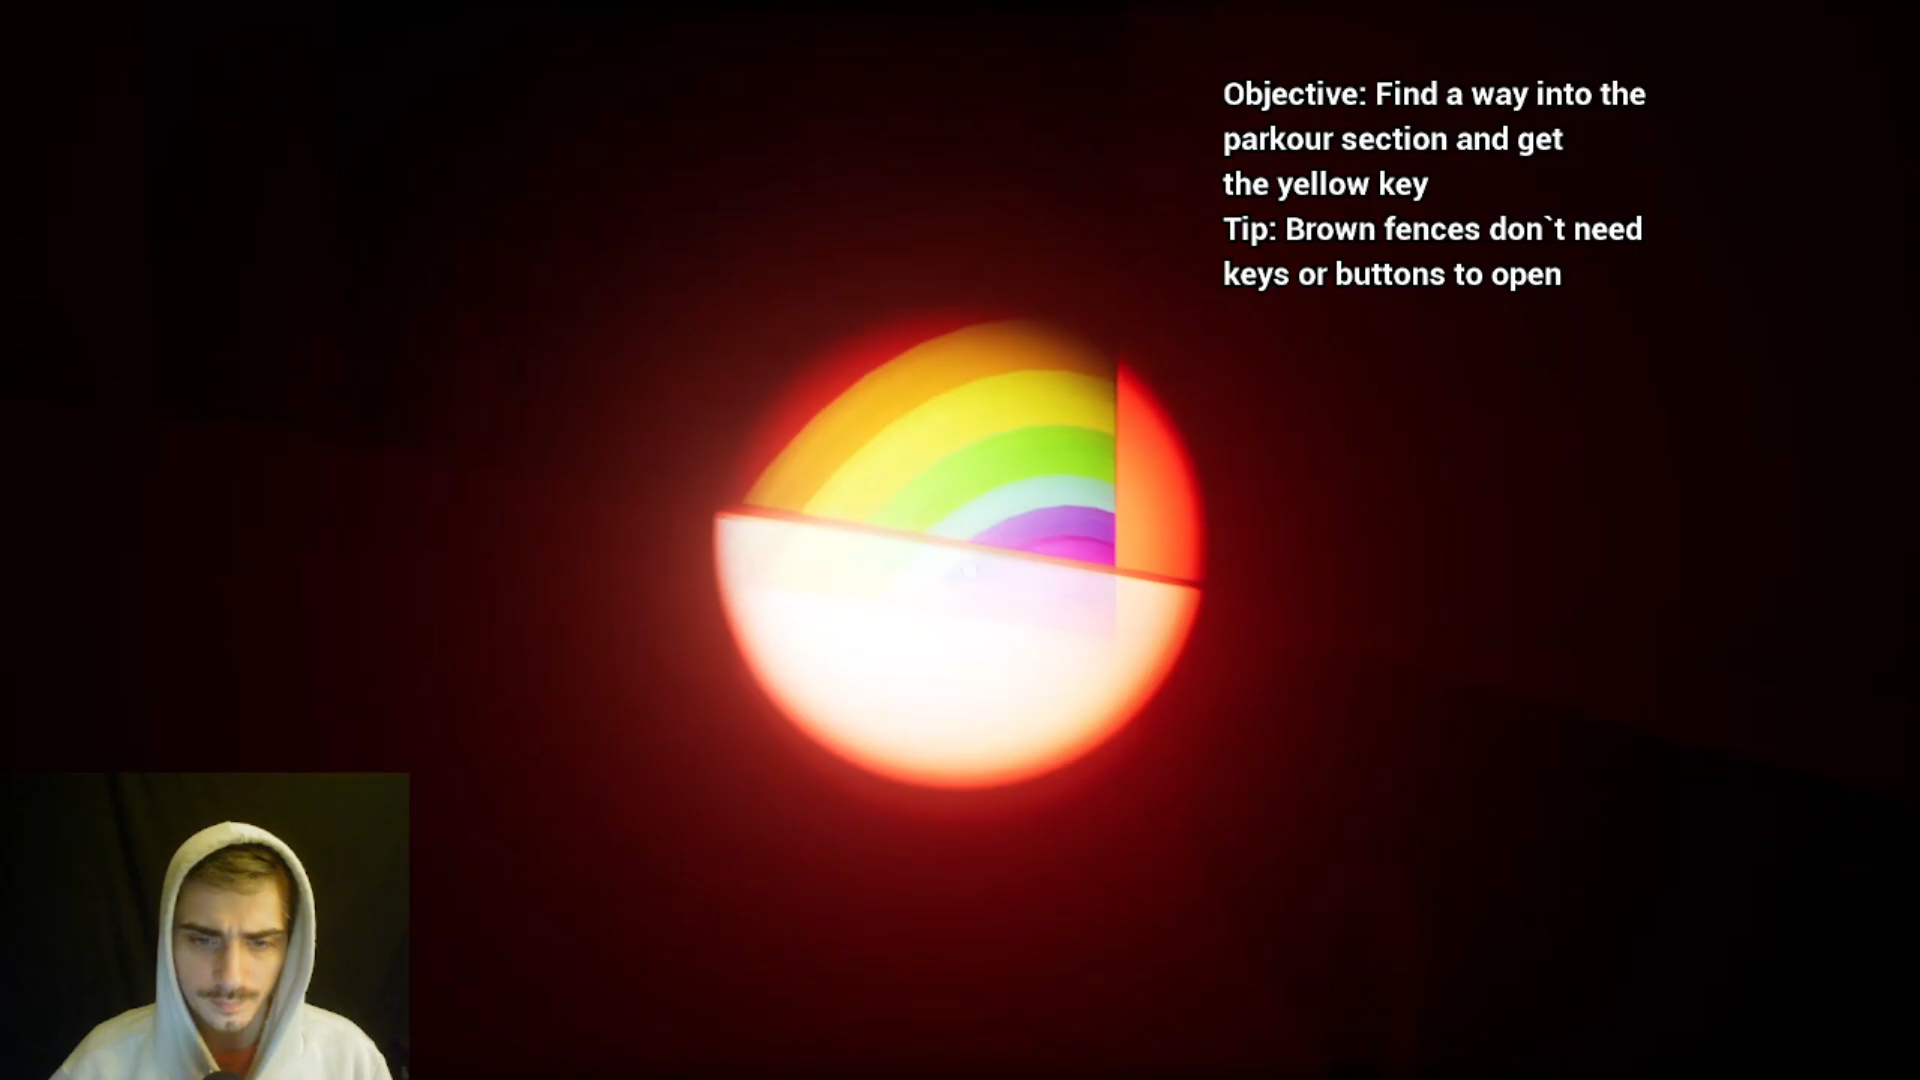 Objective: Find a way into the
parkour section and get
the yellow key
Tip: Brown fences don`t need
keys or buttons to open